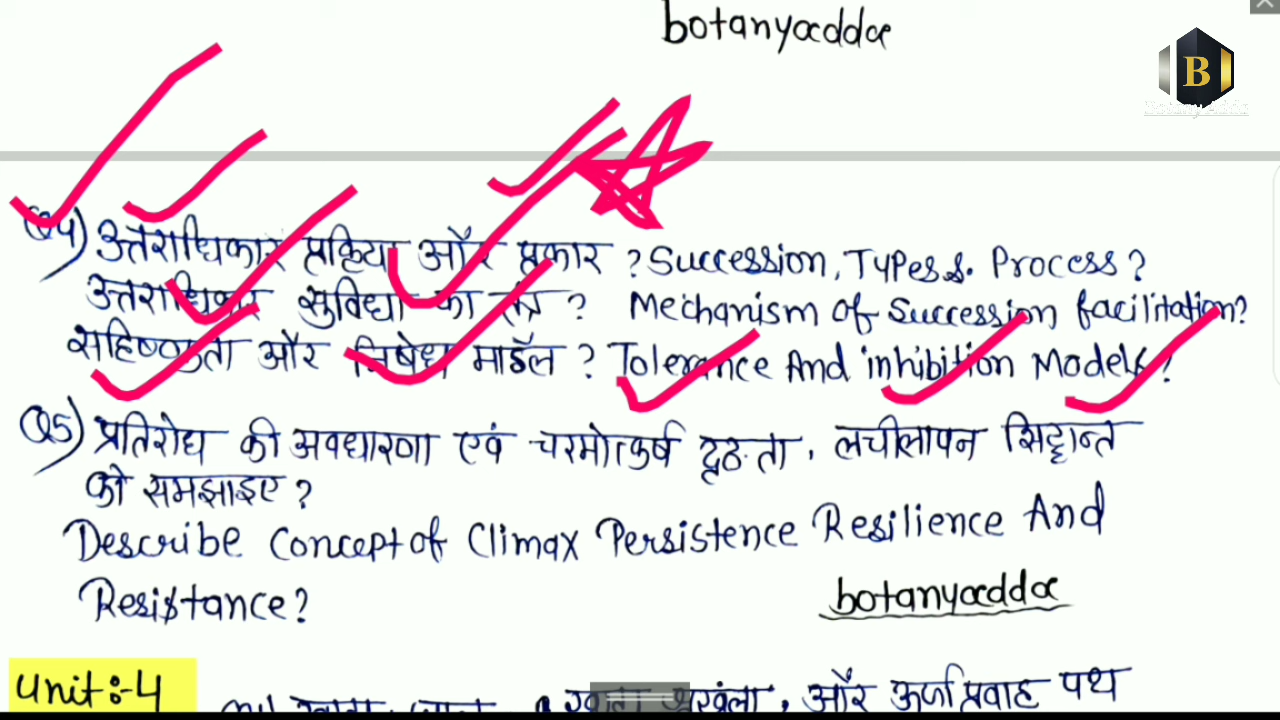 botanyadda
B
Botany Adda
Q4) उत्तराधिकार प्रक्रिया और प्रकार ? Succession, Types s. Process?
उत्तराधिकार सुविधा का तंत्र ? Mechanism of Succession facilitation?
सहिष्णुता और निषेध माडॅल ? Tolerance And inhibition Models?
Q5) प्रतिरोध की अवधारणा एवं चरमोत्कर्ष दृढ़ता, लचीलापन सिद्धान्त
को समझाइए ?
Describe Concept of Climax Persistence Resilience And
Resistance?
botanyadda
Unit:-4
और ऊर्जा प्रवाह पथ